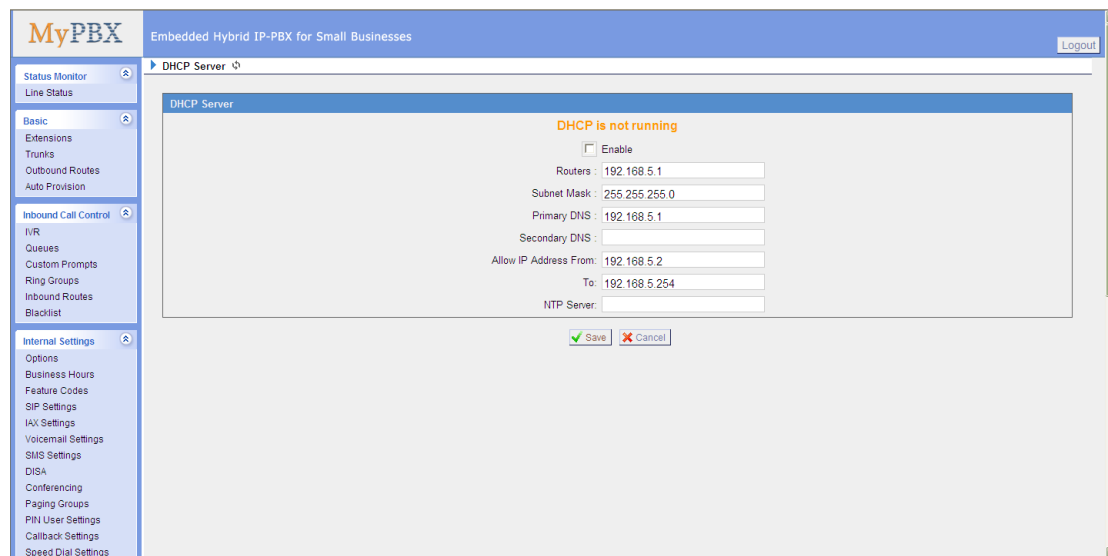 MyPBX
Embedded Hybrid IP-PBX for Small Businesses
Logout
Status Monitor
Line Status
Basic
Extensions
Trunks
Outbound Routes
Auto Provision
Inbound Call Control
IVR
Queues
Custom Prompts
Ring Groups
Inbound Routes
Blacklist
Internal Settings
Options
Business Hours
Feature Codes
SIP Settings
IAX Settings
Voicemail Settings
SMS Settings
DISA
Conferencing
Paging Groups
PIN User Settings
Callback Settings
Speed Dial Settings
DHCP Server
DHCP Server
DHCP is not running
Enable
Routers : 192.168.5.1
Subnet Mask : 255.255.255.0
Primary DNS : 192.168.5.1
Secondary DNS :
Allow IP Address From: 192.168.5.2
To: 192.168.5.254
NTP Server:
Save Cancel